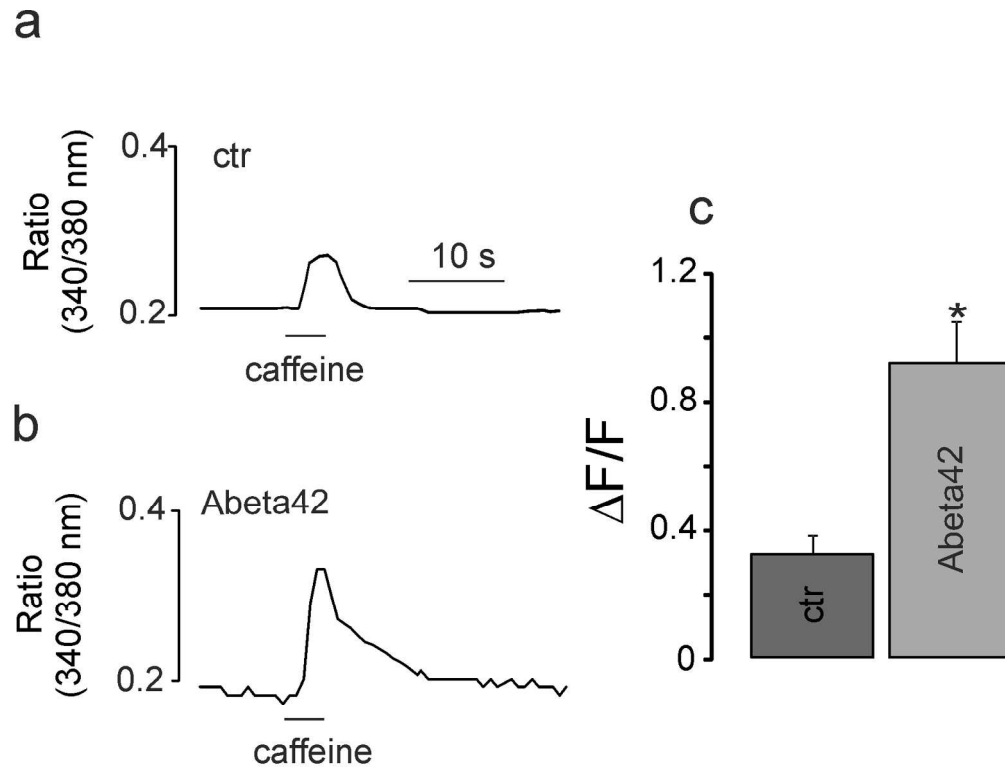 a
Ratio
(340/380 nm)
0.4
0.2
ctr
10 s
caffeine
b
Ratio
(340/380 nm)
0.4
0.2
Abeta42
caffeine
c
ΔF/F
1.2
0.8
0.4
0
ctr
Abeta42
*